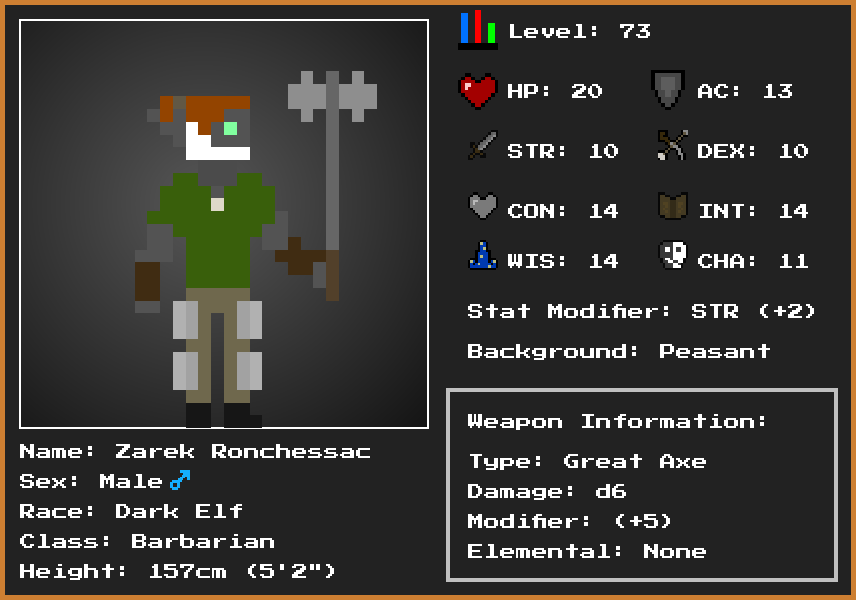 Level: 73
HP: 20
AC: 13
STR: 10
DEX: 10
CON: 14
INT: 14
WIS: 14
CHA: 11
Stat Modifier: STR (+2)
Background: Peasant
Name: Zarek Ronchessac
Sex: Male♂
Race: Dark Elf
Class: Barbarian
Height: 157cm (5'2")
Weapon Information:
Type: Great Axe
Damage: d6
Modifier: (+5)
Elemental: None